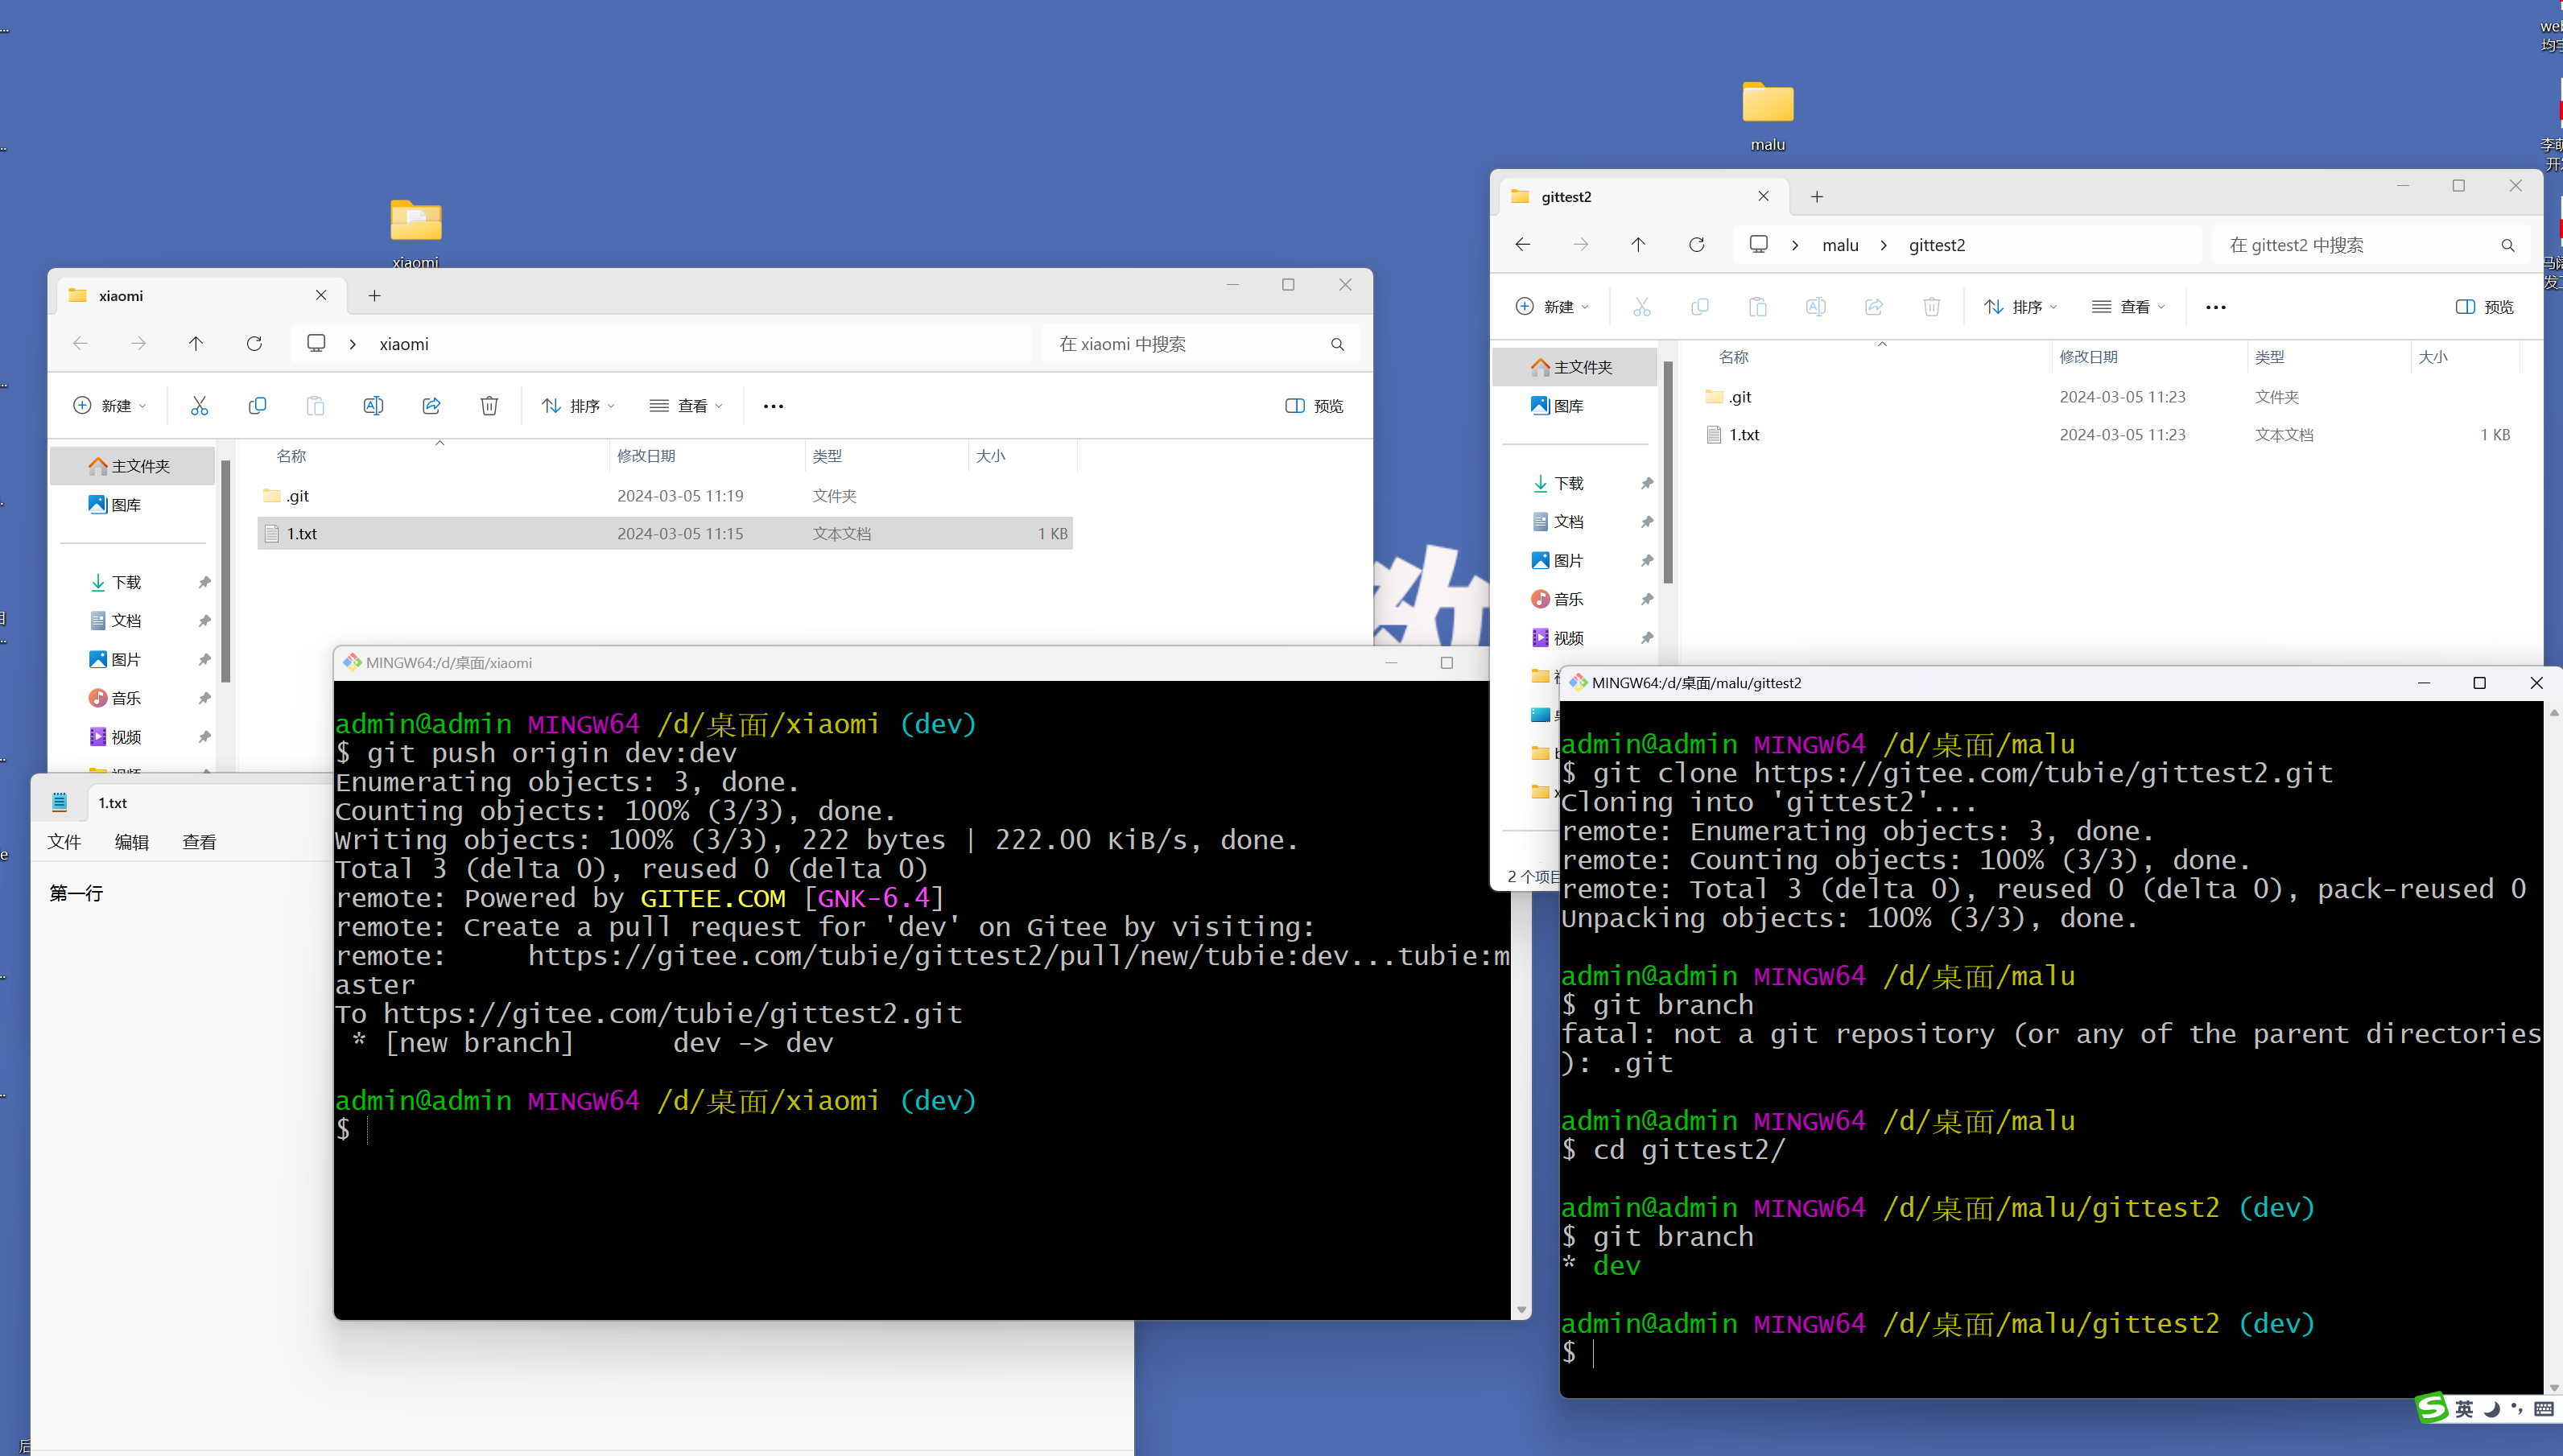 malu
xiaomi
xiaomi
xiaomi
在 xiaomi 中搜索
新建
排序
查看
预览
名称
修改日期
类型
大小
主文件夹
图库
.git
2024-03-05 11:19
文件夹
1.txt
2024-03-05 11:15
文本文档
1 KB
下载
文档
图片
音乐
视频
gittest2
malu
gittest2
在 gittest2 中搜索
新建
排序
查看
预览
名称
修改日期
类型
大小
主文件夹
图库
.git
2024-03-05 11:23
文件夹
1.txt
2024-03-05 11:23
文本文档
1 KB
下载
文档
图片
音乐
视频
2 个项目
1.txt
文件
编辑
查看
第一行
MINGW64:/d/桌面/xiaomi
admin@admin MINGW64 /d/桌面/xiaomi (dev)
$ git push origin dev:dev
Enumerating objects: 3, done.
Counting objects: 100% (3/3), done.
Writing objects: 100% (3/3), 222 bytes | 222.00 KiB/s, done.
Total 3 (delta 0), reused 0 (delta 0)
remote: Powered by GITEE.COM [GNK-6.4]
remote: Create a pull request for 'dev' on Gitee by visiting:
remote:     https://gitee.com/tubie/gittest2/pull/new/tubie:dev...tubie:m
aster
To https://gitee.com/tubie/gittest2.git
 * [new branch]      dev -> dev
admin@admin MINGW64 /d/桌面/xiaomi (dev)
$
MINGW64:/d/桌面/malu/gittest2
admin@admin MINGW64 /d/桌面/malu
$ git clone https://gitee.com/tubie/gittest2.git
Cloning into 'gittest2'...
remote: Enumerating objects: 3, done.
remote: Counting objects: 100% (3/3), done.
remote: Total 3 (delta 0), reused 0 (delta 0), pack-reused 0
Unpacking objects: 100% (3/3), done.
admin@admin MINGW64 /d/桌面/malu
$ git branch
fatal: not a git repository (or any of the parent directories
): .git
admin@admin MINGW64 /d/桌面/malu
$ cd gittest2/
admin@admin MINGW64 /d/桌面/malu/gittest2 (dev)
$ git branch
* dev
admin@admin MINGW64 /d/桌面/malu/gittest2 (dev)
$
英